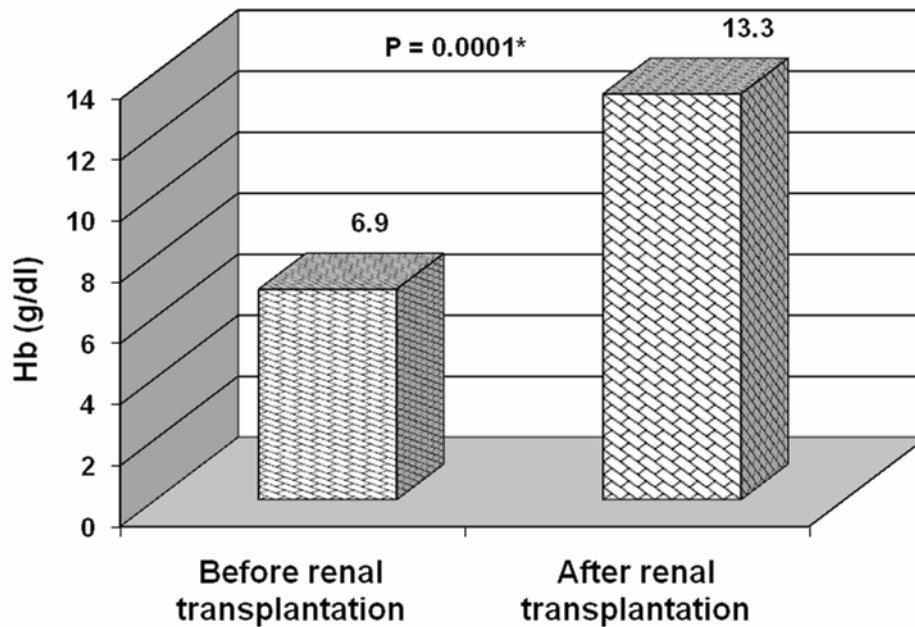 13.3
P = 0.0001*
14
12
10
8
6
4
2
0
Hb (g/dl)
6.9
Before renal
transplantation
After renal
transplantation